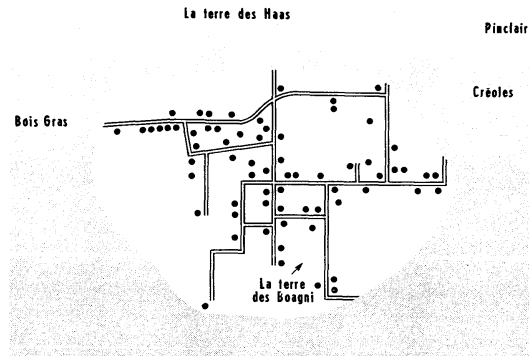 La terre des Haas
Pinclair
Créoles
Bois Gras
La terre
des Boagni